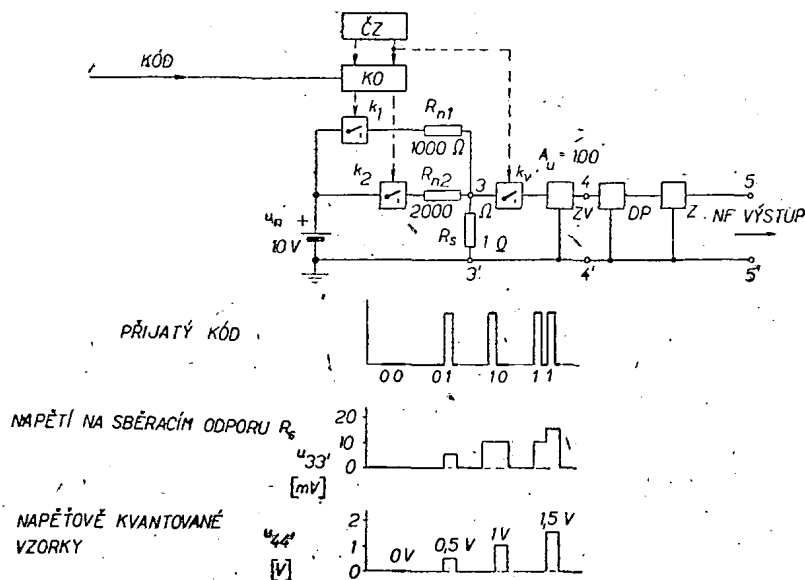 ČZ
KÓD
KO
k1
Rn1
1000 Ω
k2
Rn2
2000 Ω
3
kv
Au = 100
4
5
ZV
DP
Z
NF VÝSTUP
uR +
10 V
Rs
1 Ω
3'
4'
5'
PŘIJATÝ KÓD
00 01 10 11
NAPĚTÍ NA SBĚRACÍM ODPORU Rs
u33'
[mV]
20
10
0
NAPĚŤOVĚ KVANTOVANÉ
VZORKY
u44'
[V]
2
1
0
0V 0,5 V 1V 1,5 V